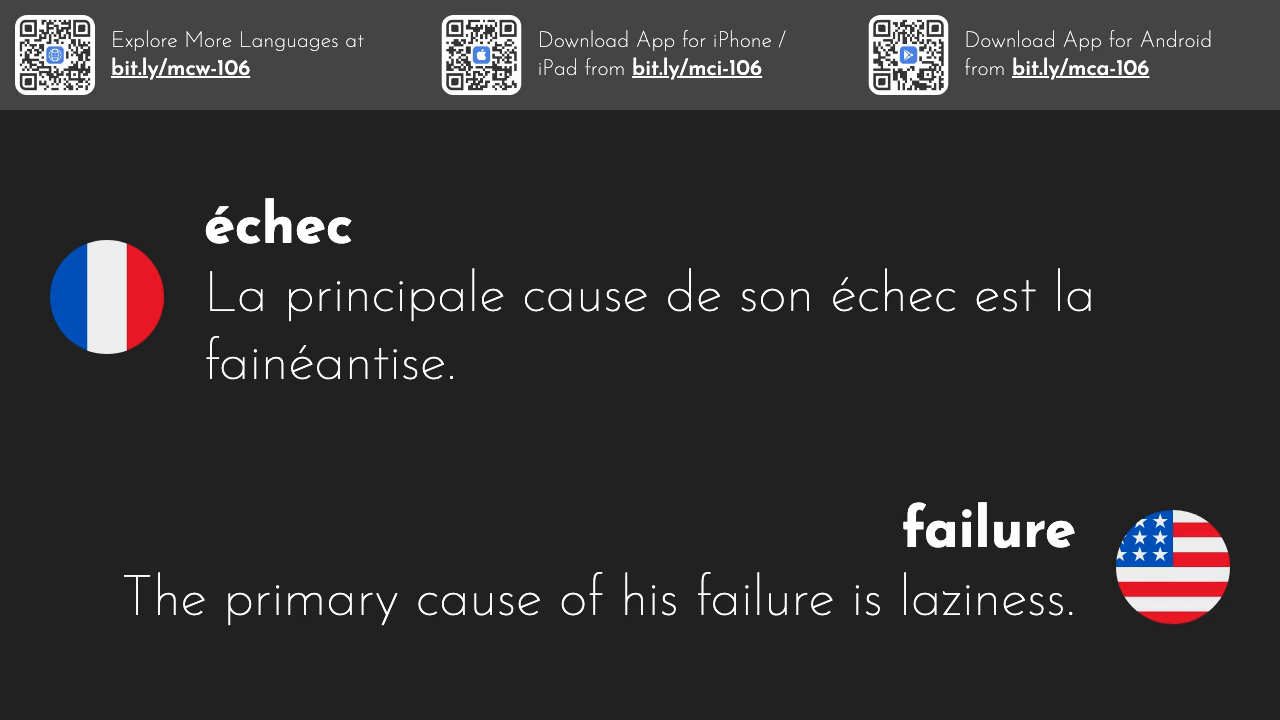 Explore More Languages at
bit.ly/mcw-106
Download App for iPhone /
iPad from bit.ly/mci-106
Download App for Android
from bit.ly/mca-106
échec
La principale cause de son échec est la
fainéantise.
failure
The primary cause of his failure is laziness.